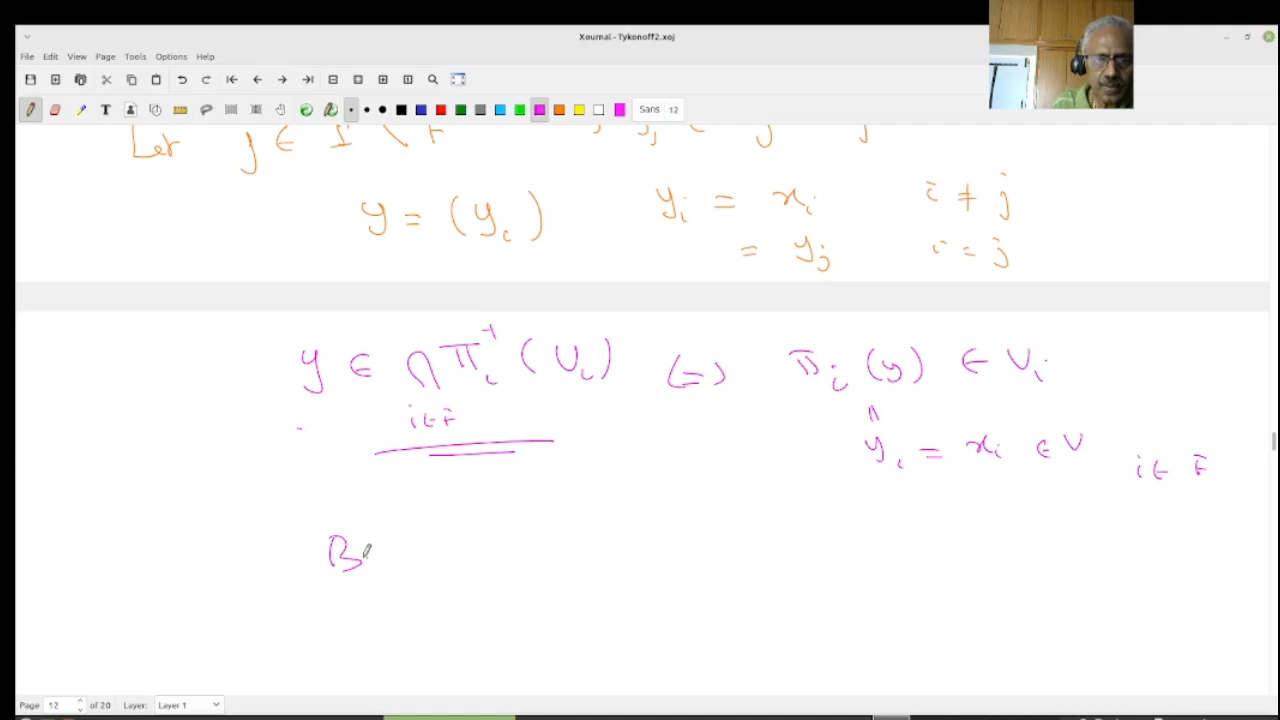 Xournal - Tykonoff2.xoj
File Edit View Page Tools Options Help
Sans 12
Let j ∈ I \ F
y = (y_i) y_i = x_i i ≠ j
= y_j i = j
y ∈ ∩ π_i^{-1} (U_i) ⇔ π_i (y) ∈ U_i
i ∈ F
y_i = x_i ∈ U i ∈ F
Page 12 of 20 Layer: Layer 1